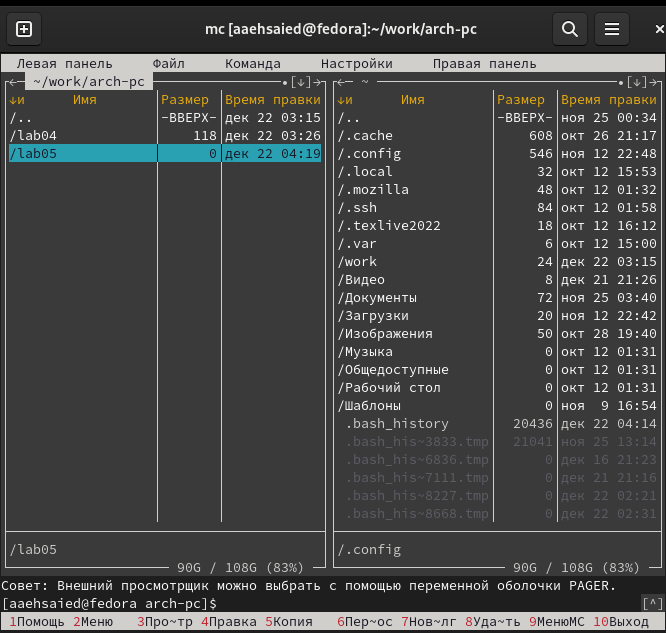 mc [aaehsaied@fedora]:~/work/arch-pc
Левая панель Файл Команда Настройки Правая панель
~/work/arch-pc [↓]
↓и Имя Размер Время правки
/.. -ВВЕРХ- дек 22 03:15
/lab04 118 дек 22 03:26
/lab05 0 дек 22 04:19
/lab05
90G / 108G (83%)
~ [↓]
↓и Имя Размер Время правки
/.. -ВВЕРХ- ноя 25 00:34
/.cache 608 окт 26 21:17
/.config 546 ноя 12 22:48
/.local 32 окт 12 15:53
/.mozilla 48 окт 12 01:32
/.ssh 84 окт 12 01:58
/.texlive2022 18 окт 12 16:12
/.var 6 окт 12 15:00
/work 24 дек 22 03:15
/Видео 8 дек 21 21:26
/Документы 72 ноя 25 03:40
/Загрузки 20 ноя 12 22:42
/Изображения 50 окт 28 19:40
/Музыка 0 окт 12 01:31
/Общедоступные 0 окт 12 01:31
/Рабочий стол 0 окт 12 01:31
/Шаблоны 0 ноя 9 16:54
.bash_history 20436 дек 22 04:14
.bash_his~3833.tmp 21041 ноя 25 13:14
.bash_his~6836.tmp 0 дек 16 21:23
.bash_his~7111.tmp 0 дек 21 21:16
.bash_his~8227.tmp 0 дек 22 02:21
.bash_his~8668.tmp 0 дек 22 02:31
/.config
90G / 108G (83%)
Совет: Внешний просмотрщик можно выбрать с помощью переменной оболочки PAGER.
[aaehsaied@fedora arch-pc]$ [^]
1Помощь 2Меню 3Про~тр 4Правка 5Копия 6Пер~ос 7Нов~лг 8Уда~ть 9МенюMC 10Выход